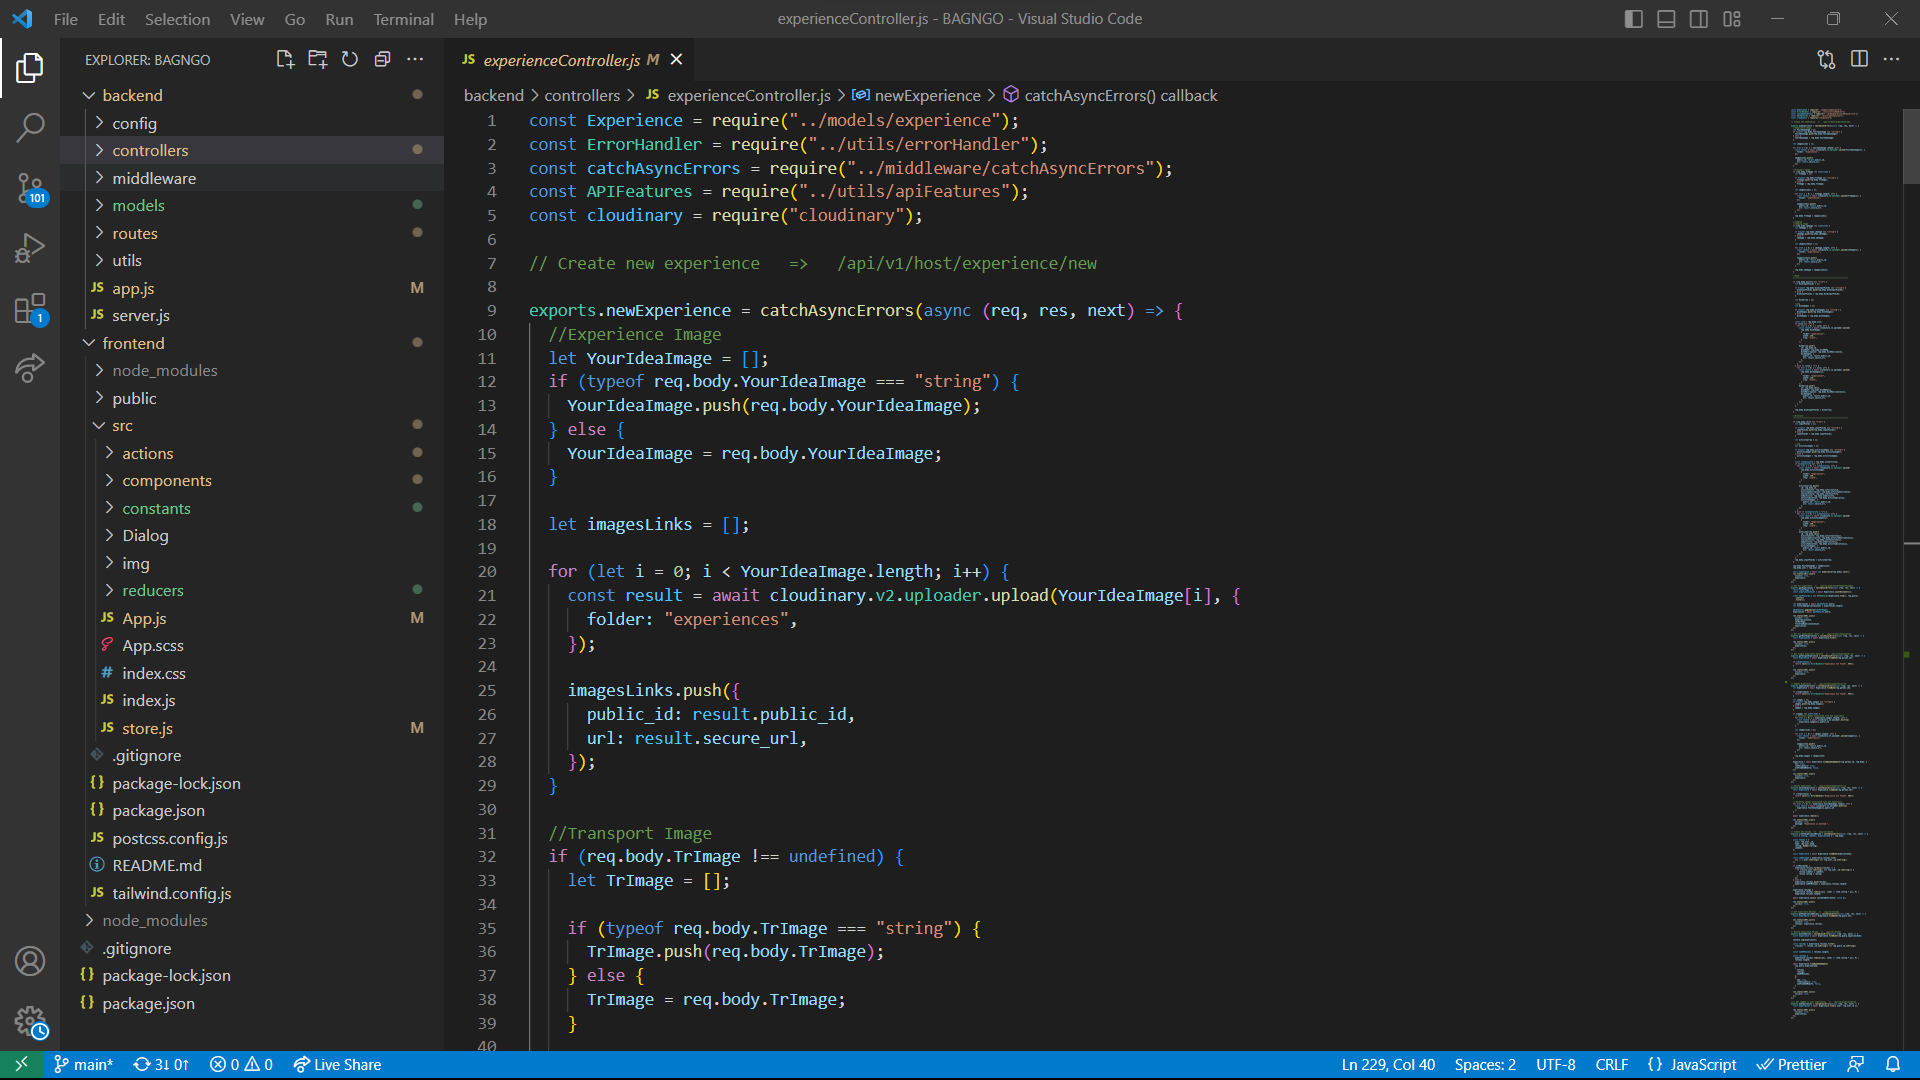 File Edit Selection View Go Run Terminal Help
experienceController.js - BAGNGO - Visual Studio Code
EXPLORER: BAGNGO
backend
config
controllers
middleware
models
routes
utils
JS app.js M
JS server.js
frontend
node_modules
public
src
actions
components
constants
Dialog
img
reducers
JS App.js M
App.scss
# index.css
JS index.js
JS store.js M
.gitignore
{} package-lock.json
{} package.json
JS postcss.config.js
README.md
JS tailwind.config.js
node_modules
.gitignore
{} package-lock.json
{} package.json
101
1
JS experienceController.js M
backend > controllers > JS experienceController.js > newExperience > catchAsyncErrors() callback
1 const Experience = require("../models/experience");
2 const ErrorHandler = require("../utils/errorHandler");
3 const catchAsyncErrors = require("../middleware/catchAsyncErrors");
4 const APIFeatures = require("../utils/apiFeatures");
5 const cloudinary = require("cloudinary");
6
7 // Create new experience => /api/v1/host/experience/new
8
9 exports.newExperience = catchAsyncErrors(async (req, res, next) => {
10 //Experience Image
11 let YourIdeaImage = [];
12 if (typeof req.body.YourIdeaImage === "string") {
13 YourIdeaImage.push(req.body.YourIdeaImage);
14 } else {
15 YourIdeaImage = req.body.YourIdeaImage;
16 }
17
18 let imagesLinks = [];
19
20 for (let i = 0; i < YourIdeaImage.length; i++) {
21 const result = await cloudinary.v2.uploader.upload(YourIdeaImage[i], {
22 folder: "experiences",
23 });
24
25 imagesLinks.push({
26 public_id: result.public_id,
27 url: result.secure_url,
28 });
29 }
30
31 //Transport Image
32 if (req.body.TrImage !== undefined) {
33 let TrImage = [];
34
35 if (typeof req.body.TrImage === "string") {
36 TrImage.push(req.body.TrImage);
37 } else {
38 TrImage = req.body.TrImage;
39 }
40
main* 3↓ 0↑ 0 0 Live Share
Ln 229, Col 40 Spaces: 2 UTF-8 CRLF {} JavaScript Prettier